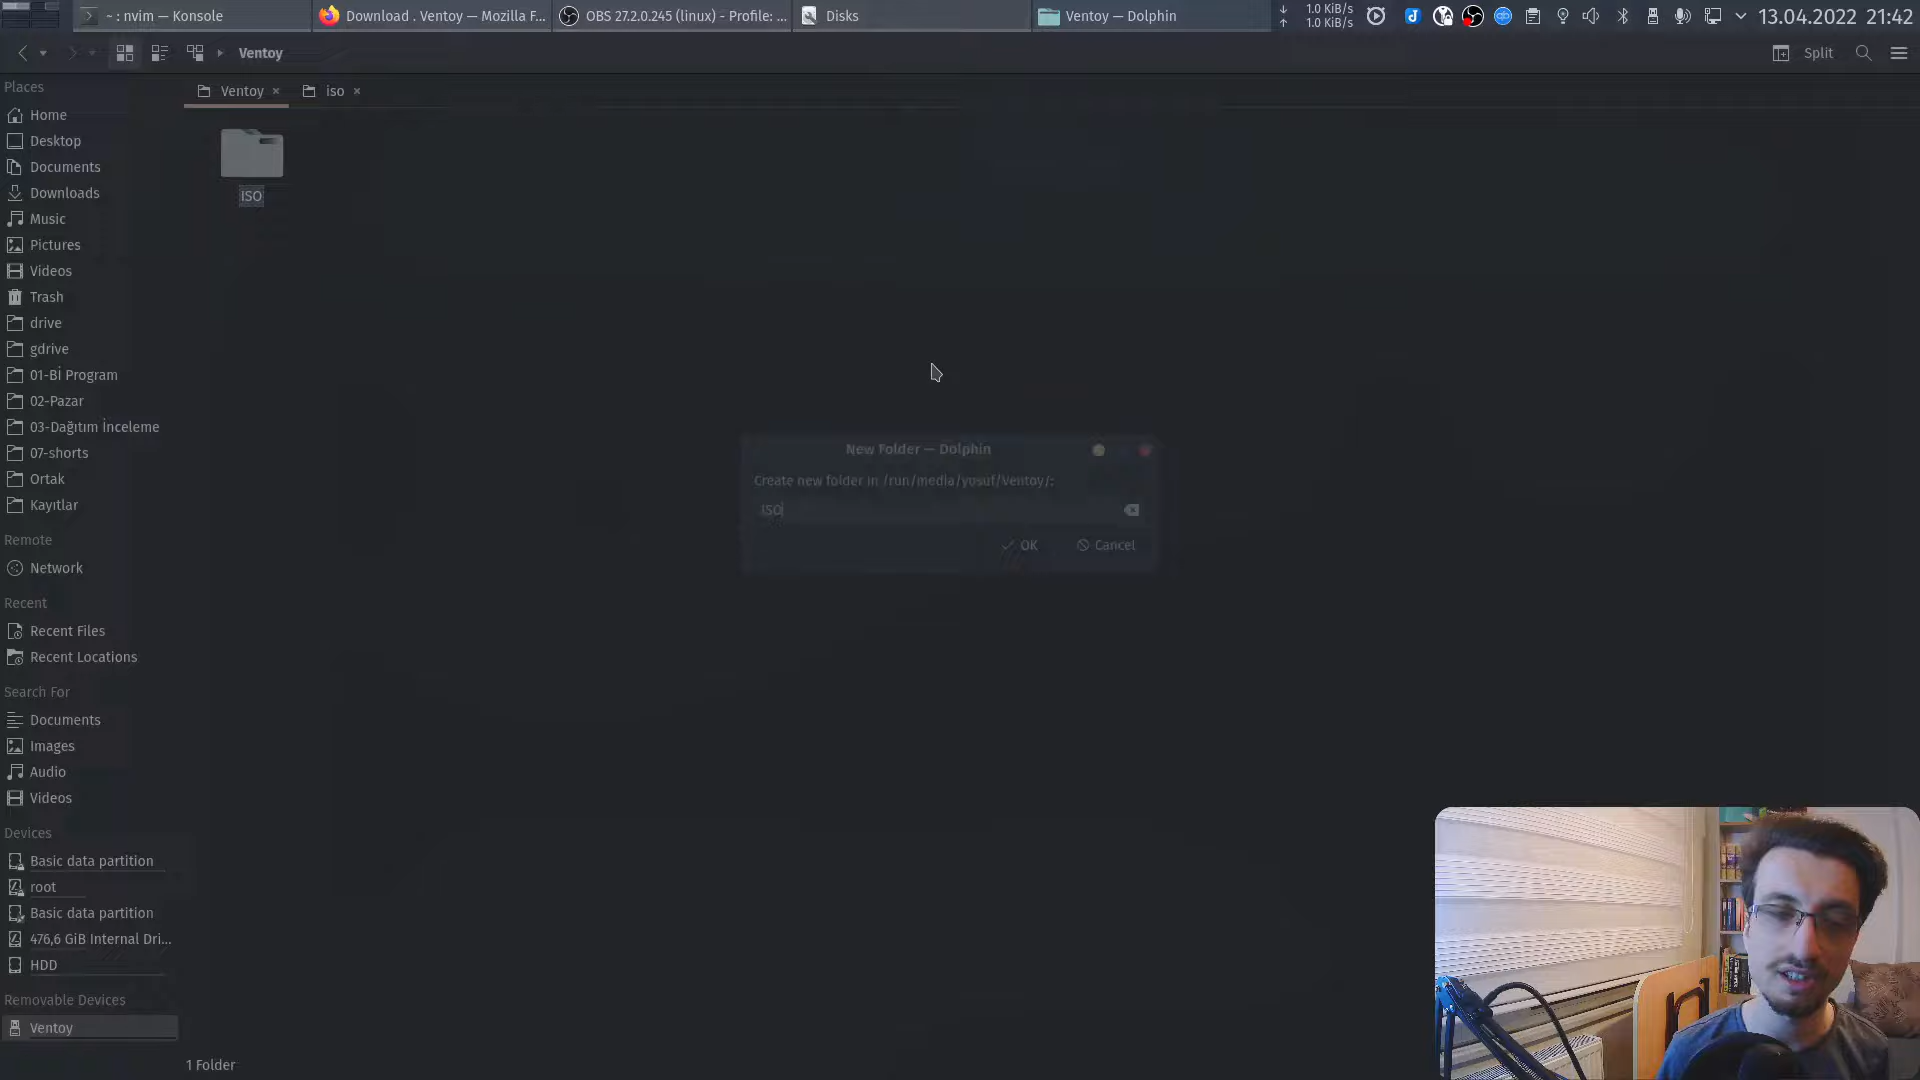 ~ : nvim — Konsole
Download . Ventoy — Mozilla F...
OBS 27.2.0.245 (linux) - Profile: ...
Disks
Ventoy — Dolphin
1.0 KiB/s
1.0 KiB/s
13.04.2022 21:42
Ventoy
Split
Places
Home
Desktop
Documents
Downloads
Music
Pictures
Videos
Trash
drive
gdrive
01-Bİ Program
02-Pazar
03-Dağıtım İnceleme
07-shorts
Ortak
Kayıtlar
Remote
Network
Recent
Recent Files
Recent Locations
Search For
Documents
Images
Audio
Videos
Devices
Basic data partition
root
Basic data partition
476,6 GiB Internal Dri...
HDD
Removable Devices
Ventoy
Ventoy
iso
ISO
New Folder — Dolphin
Create new folder in /run/media/yosuf/Ventoy/:
ISO
OK
Cancel
1 Folder